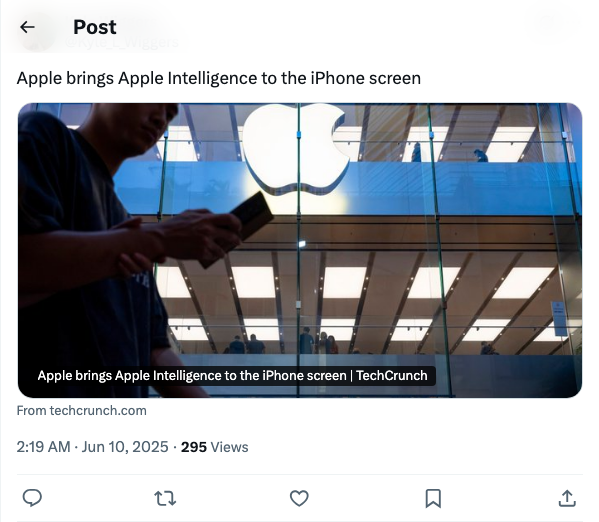 Post
Apple brings Apple Intelligence to the iPhone screen
Apple brings Apple Intelligence to the iPhone screen | TechCrunch
From techcrunch.com
2:19 AM · Jun 10, 2025 · 295 Views